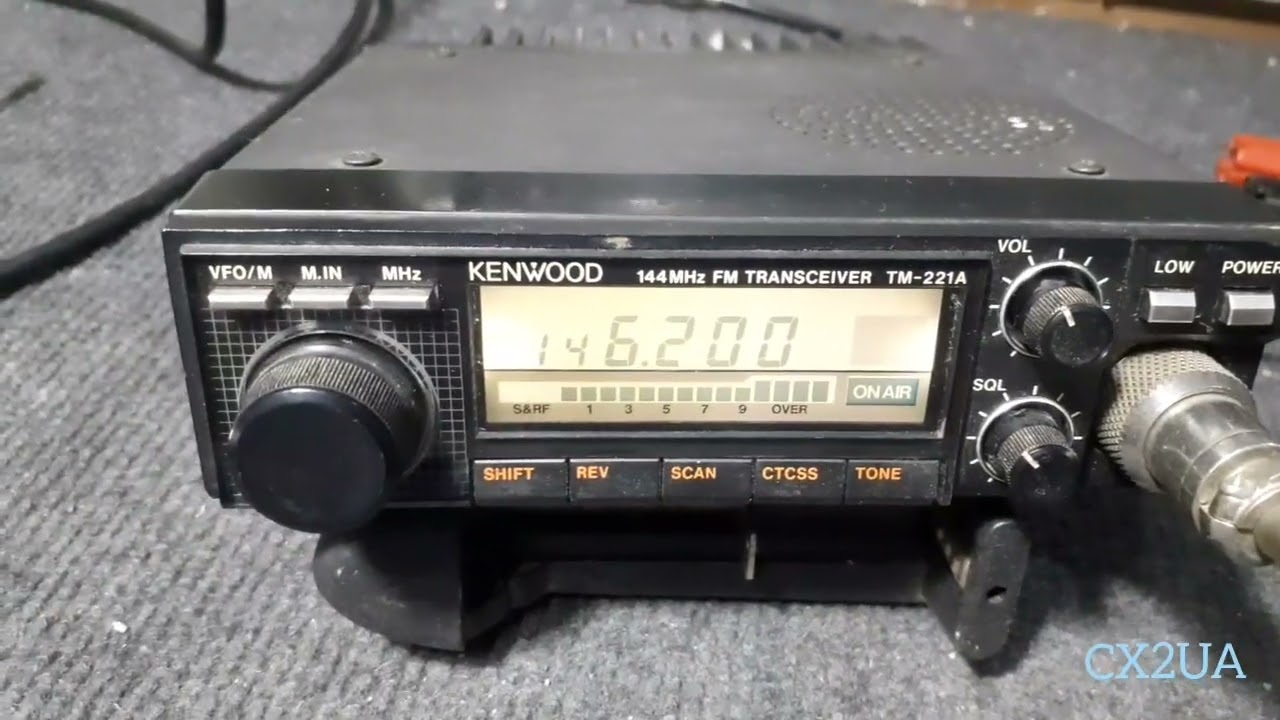 VFO/M M.IN MHz
KENWOOD 144MHz FM TRANSCEIVER TM-221A
VOL
LOW POWER
146.200
ON AIR
S&RF 1 3 5 7 9 OVER
SQL
SHIFT REV SCAN CTCSS TONE
CX2UA